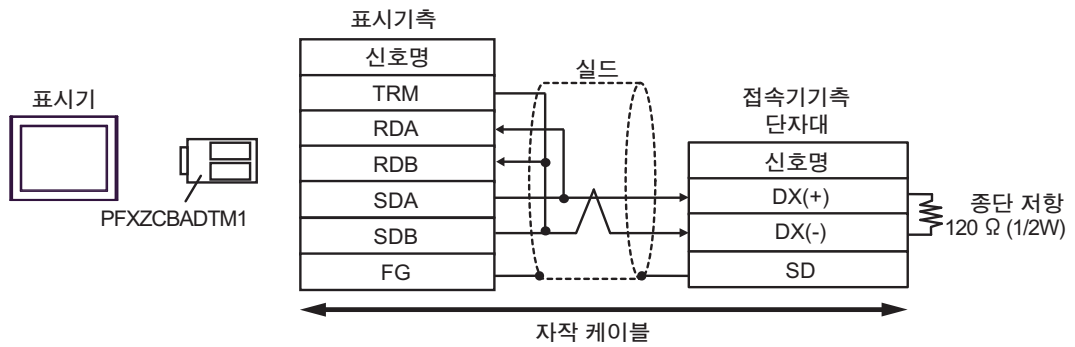 표시기측
신호명
TRM
RDA
RDB
SDA
SDB
FG
표시기
PFXZCBADTM1
실드
접속기기측
단자대
신호명
DX(+)
DX(-)
SD
종단 저항
120 Ω (1/2W)
자작 케이블